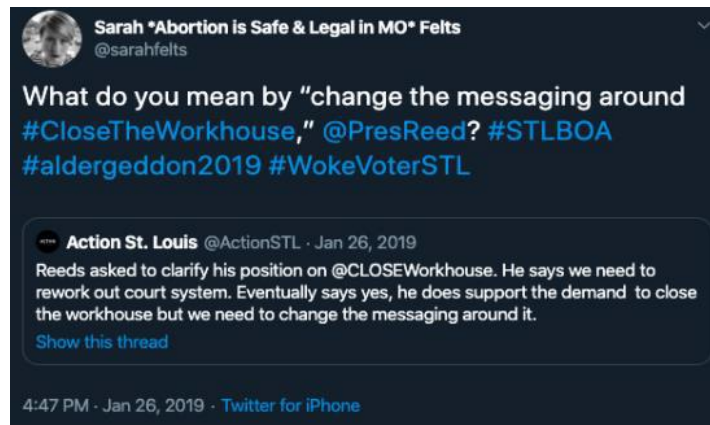 Sarah *Abortion is Safe & Legal in MO* Felts
@sarahfelts
What do you mean by “change the messaging around
#CloseTheWorkhouse,” @PresReed? #STLBOA
#aldergeddon2019 #WokeVoterSTL
Action St. Louis @ActionSTL · Jan 26, 2019
Reeds asked to clarify his position on @CLOSEWorkhouse. He says we need to
rework out court system. Eventually says yes, he does support the demand to close
the workhouse but we need to change the messaging around it.
Show this thread
4:47 PM · Jan 26, 2019 · Twitter for iPhone